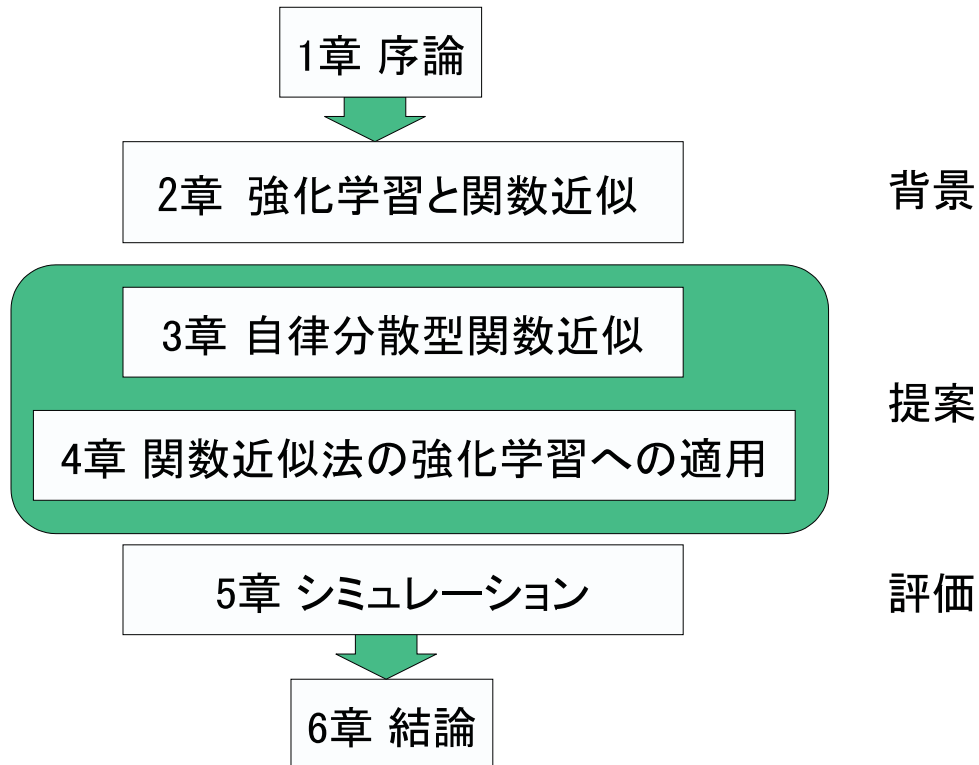 1章 序論
2章 強化学習と関数近似
背景
3章 自律分散型関数近似
提案
4章 関数近似法の強化学習への適用
5章 シミュレーション
評価
6章 結論